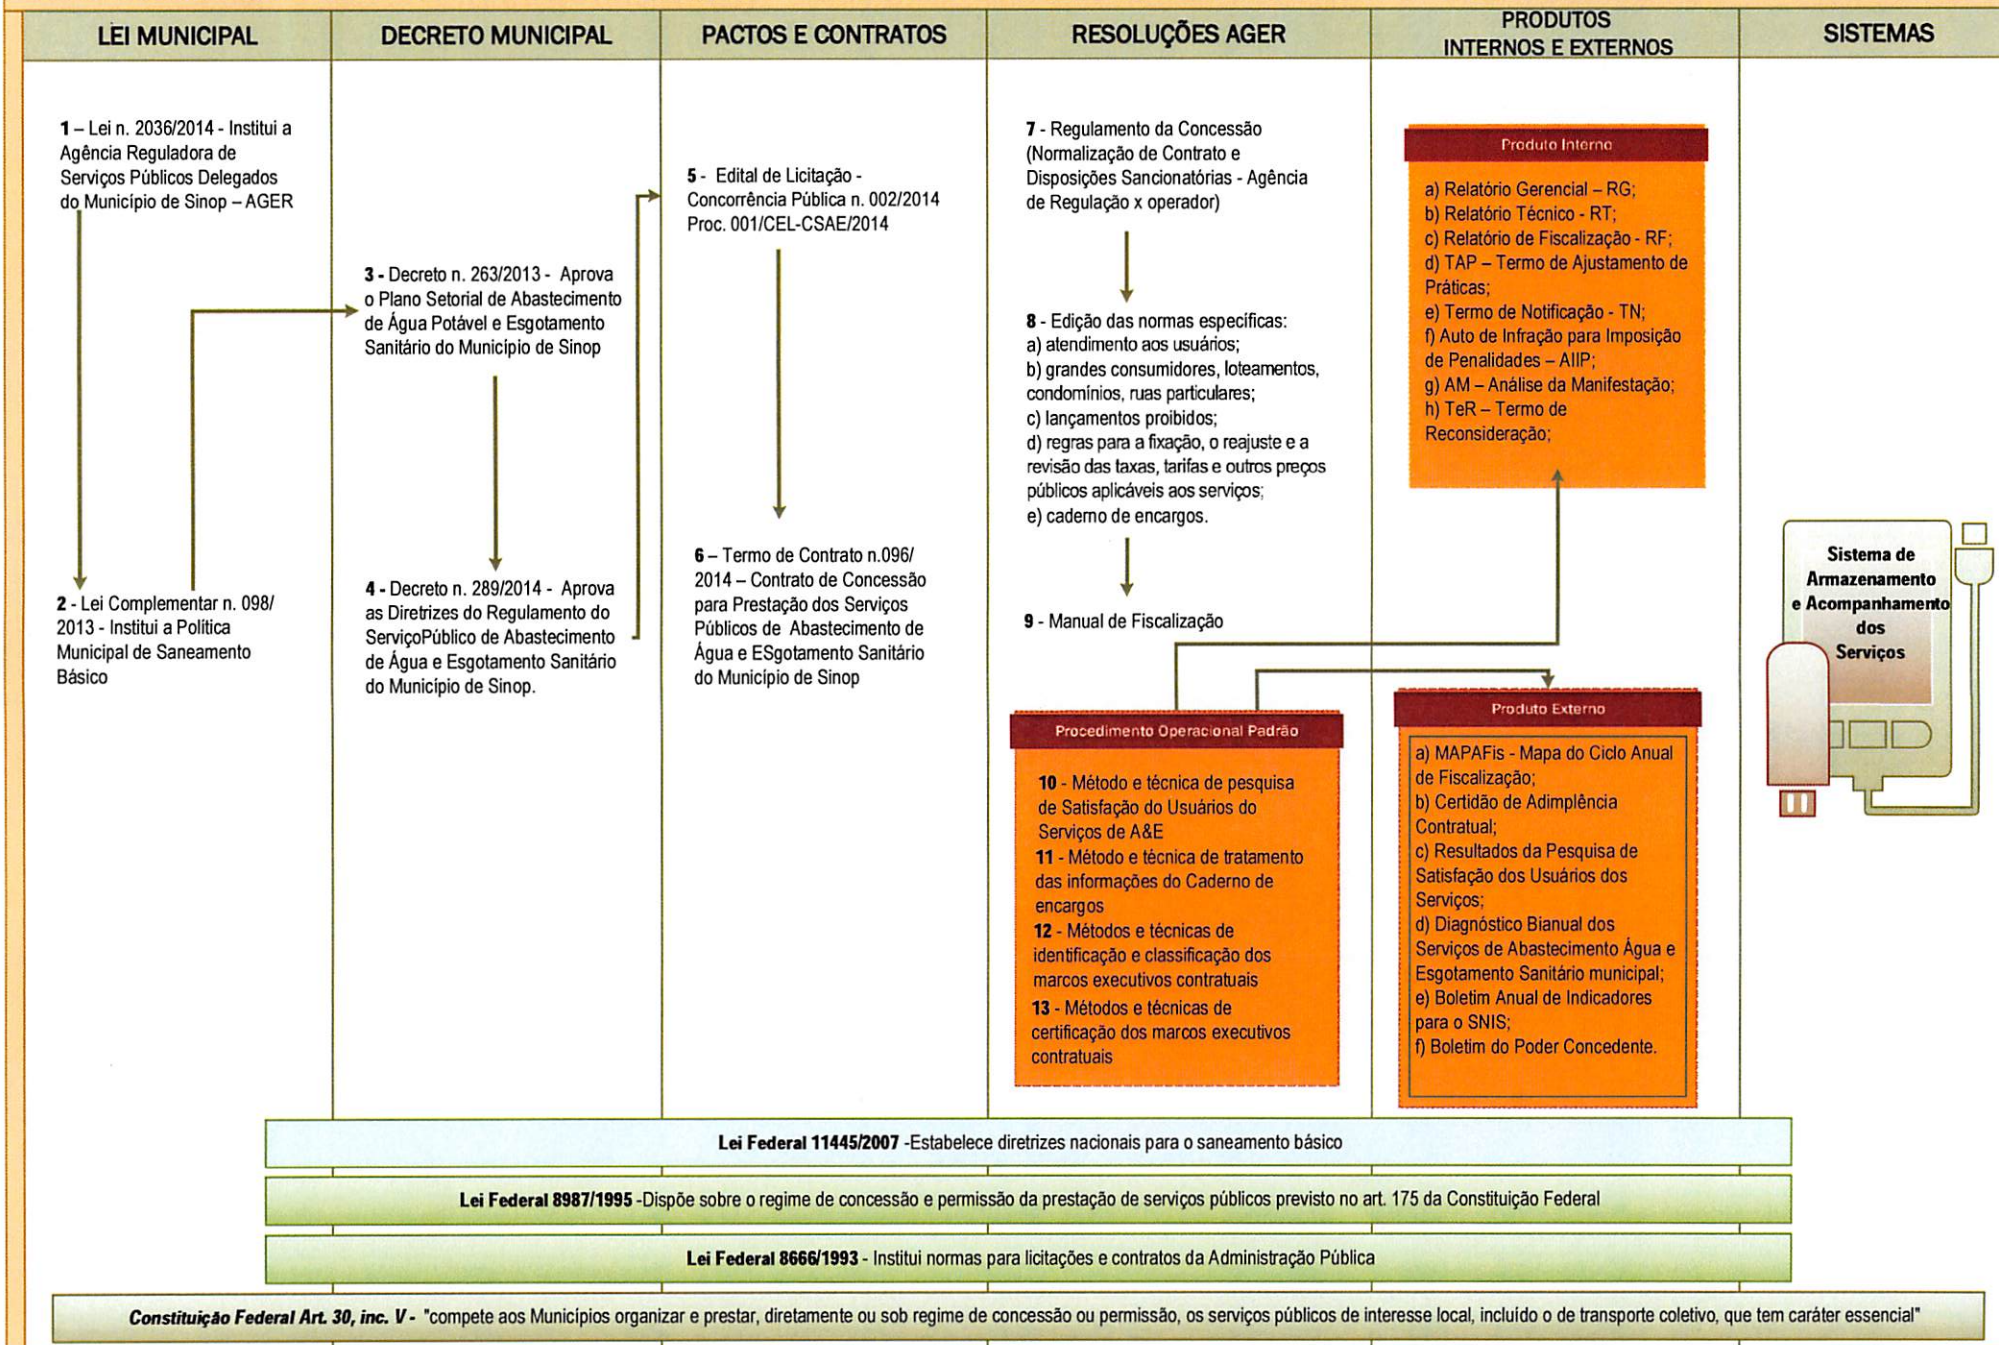 LEI MUNICIPAL
DECRETO MUNICIPAL
PACTOS E CONTRATOS
RESOLUÇÕES AGER
PRODUTOS
INTERNOS E EXTERNOS
SISTEMAS
1 – Lei n. 2036/2014 - Institui a
Agência Reguladora de
Serviços Públicos Delegados
do Município de Sinop – AGER
2 - Lei Complementar n. 098/
2013 - Institui a Política
Municipal de Saneamento
Básico
3 - Decreto n. 263/2013 - Aprova
o Plano Setorial de Abastecimento
de Água Potável e Esgotamento
Sanitário do Município de Sinop
4 - Decreto n. 289/2014 - Aprova
as Diretrizes do Regulamento do
ServiçoPúblico de Abastecimento
de Água e Esgotamento Sanitário
do Município de Sinop.
5 - Edital de Licitação -
Concorrência Pública n. 002/2014
Proc. 001/CEL-CSAE/2014
6 – Termo de Contrato n.096/
2014 – Contrato de Concessão
para Prestação dos Serviços
Públicos de Abastecimento de
Água e ESgotamento Sanitário
do Município de Sinop
7 - Regulamento da Concessão
(Normalização de Contrato e
Disposições Sancionatórias - Agência
de Regulação x operador)
8 - Edição das normas específicas:
a) atendimento aos usuários;
b) grandes consumidores, loteamentos,
condomínios, ruas particulares;
c) lançamentos proibidos;
d) regras para a fixação, o reajuste e a
revisão das taxas, tarifas e outros preços
públicos aplicáveis aos serviços;
e) caderno de encargos.
9 - Manual de Fiscalização
Procedimento Operacional Padrão
10 - Método e técnica de pesquisa
de Satisfação do Usuários do
Serviços de A&E
11 - Método e técnica de tratamento
das informações do Caderno de
encargos
12 - Métodos e técnicas de
identificação e classificação dos
marcos executivos contratuais
13 - Métodos e técnicas de
certificação dos marcos executivos
contratuais
Produto Interno
a) Relatório Gerencial – RG;
b) Relatório Técnico - RT;
c) Relatório de Fiscalização - RF;
d) TAP – Termo de Ajustamento de
Práticas;
e) Termo de Notificação - TN;
f) Auto de Infração para Imposição
de Penalidades – AIIP;
g) AM – Análise da Manifestação;
h) TeR – Termo de
Reconsideração;
Produto Externo
a) MAPAFis - Mapa do Ciclo Anual
de Fiscalização;
b) Certidão de Adimplência
Contratual;
c) Resultados da Pesquisa de
Satisfação dos Usuários dos
Serviços;
d) Diagnóstico Bianual dos
Serviços de Abastecimento Água e
Esgotamento Sanitário municipal;
e) Boletim Anual de Indicadores
para o SNIS;
f) Boletim do Poder Concedente.
Sistema de
Armazenamento
e Acompanhamento
dos
Serviços
Lei Federal 11445/2007 -Estabelece diretrizes nacionais para o saneamento básico
Lei Federal 8987/1995 -Dispõe sobre o regime de concessão e permissão da prestação de serviços públicos previsto no art. 175 da Constituição Federal
Lei Federal 8666/1993 - Institui normas para licitações e contratos da Administração Pública
Constituição Federal Art. 30, inc. V - "compete aos Municípios organizar e prestar, diretamente ou sob regime de concessão ou permissão, os serviços públicos de interesse local, incluído o de transporte coletivo, que tem caráter essencial"